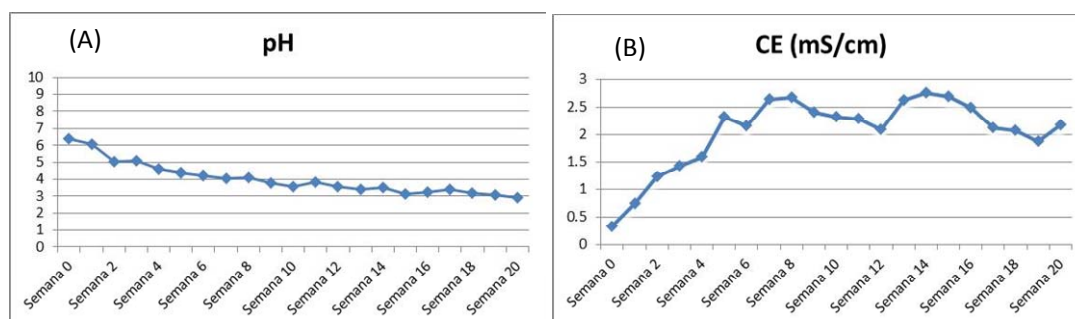 (A)
pH
10
9
8
7
6
5
4
3
2
1
0
Semana 0
Semana 2
Semana 4
Semana 6
Semana 8
Semana 10
Semana 12
Semana 14
Semana 16
Semana 18
Semana 20
(B)
CE (mS/cm)
3
2.5
2
1.5
1
0.5
0
Semana 0
Semana 2
Semana 4
Semana 6
Semana 8
Semana 10
Semana 12
Semana 14
Semana 16
Semana 18
Semana 20